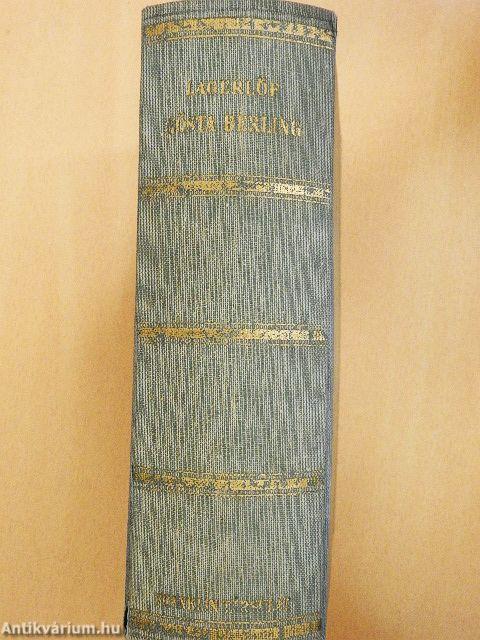 LAGERLÖF
GÖSTA BERLING
Antikvárium.hu